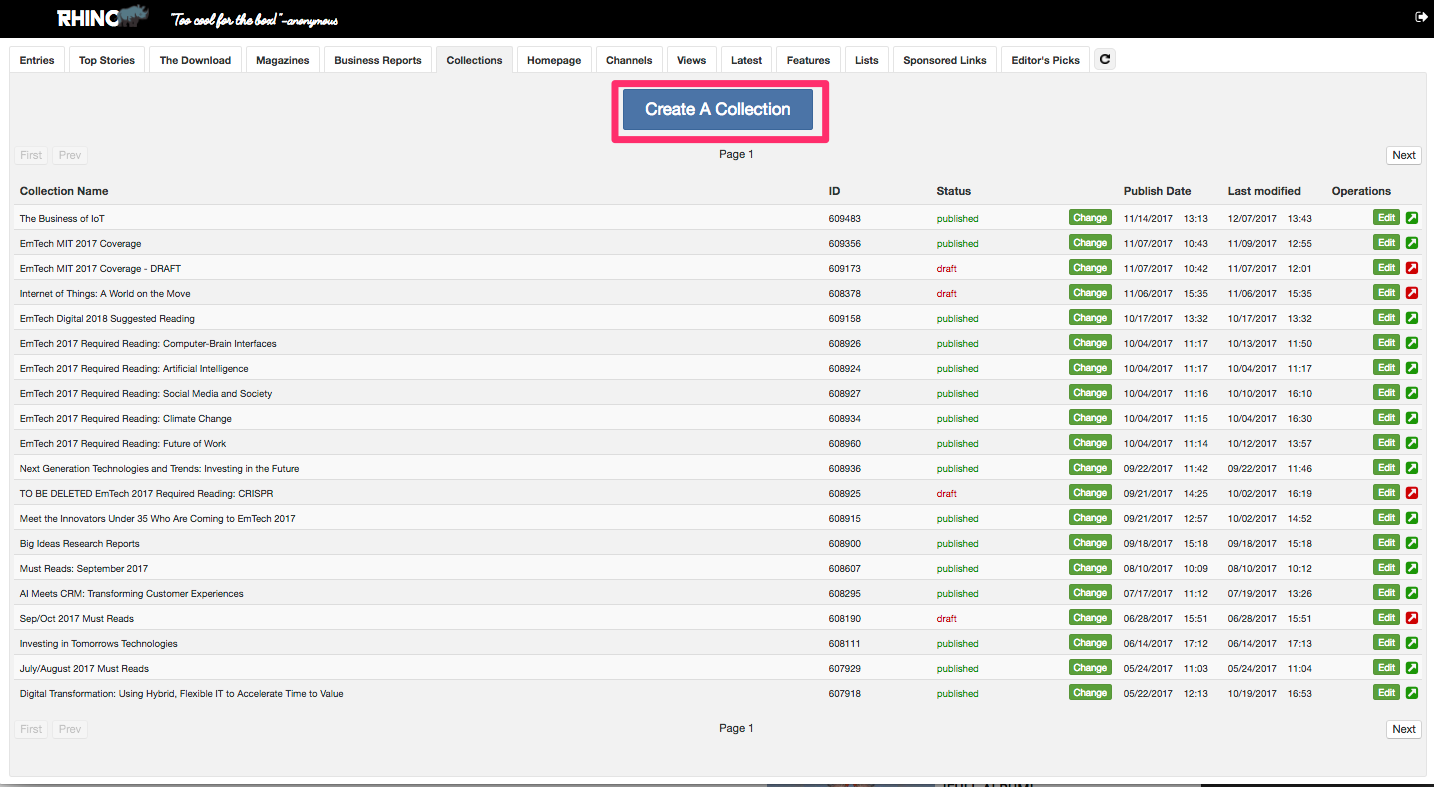 RHINO "Too cool for the box!" -anonymous
Entries Top Stories The Download Magazines Business Reports Collections Homepage Channels Views Latest Features Lists Sponsored Links Editor's Picks
Create A Collection
First Prev Page 1 Next
Collection Name ID Status Publish Date Last modified Operations
The Business of IoT 609483 published Change 11/14/2017 13:13 12/07/2017 13:43 Edit
EmTech MIT 2017 Coverage 609356 published Change 11/07/2017 10:43 11/09/2017 12:55 Edit
EmTech MIT 2017 Coverage - DRAFT 609173 draft Change 11/07/2017 10:42 11/07/2017 12:01 Edit
Internet of Things: A World on the Move 608378 draft Change 11/06/2017 15:35 11/06/2017 15:35 Edit
EmTech Digital 2018 Suggested Reading 609158 published Change 10/17/2017 13:32 10/17/2017 13:32 Edit
EmTech 2017 Required Reading: Computer-Brain Interfaces 608926 published Change 10/04/2017 11:17 10/13/2017 11:50 Edit
EmTech 2017 Required Reading: Artificial Intelligence 608924 published Change 10/04/2017 11:17 10/04/2017 11:17 Edit
EmTech 2017 Required Reading: Social Media and Society 608927 published Change 10/04/2017 11:16 10/10/2017 16:10 Edit
EmTech 2017 Required Reading: Climate Change 608934 published Change 10/04/2017 11:15 10/04/2017 16:30 Edit
EmTech 2017 Required Reading: Future of Work 608960 published Change 10/04/2017 11:14 10/12/2017 13:57 Edit
Next Generation Technologies and Trends: Investing in the Future 608936 published Change 09/22/2017 11:42 09/22/2017 11:46 Edit
TO BE DELETED EmTech 2017 Required Reading: CRISPR 608925 draft Change 09/21/2017 14:25 10/02/2017 16:19 Edit
Meet the Innovators Under 35 Who Are Coming to EmTech 2017 608915 published Change 09/21/2017 12:57 10/02/2017 14:52 Edit
Big Ideas Research Reports 608900 published Change 09/18/2017 15:18 09/18/2017 15:18 Edit
Must Reads: September 2017 608607 published Change 08/10/2017 10:09 08/10/2017 10:12 Edit
AI Meets CRM: Transforming Customer Experiences 608295 published Change 07/17/2017 11:12 07/19/2017 13:26 Edit
Sep/Oct 2017 Must Reads 608190 draft Change 06/28/2017 15:51 06/28/2017 15:51 Edit
Investing in Tomorrows Technologies 608111 published Change 06/14/2017 17:12 06/14/2017 17:13 Edit
July/August 2017 Must Reads 607929 published Change 05/24/2017 11:03 05/24/2017 11:04 Edit
Digital Transformation: Using Hybrid, Flexible IT to Accelerate Time to Value 607918 published Change 05/22/2017 12:13 10/19/2017 16:53 Edit
First Prev Page 1 Next